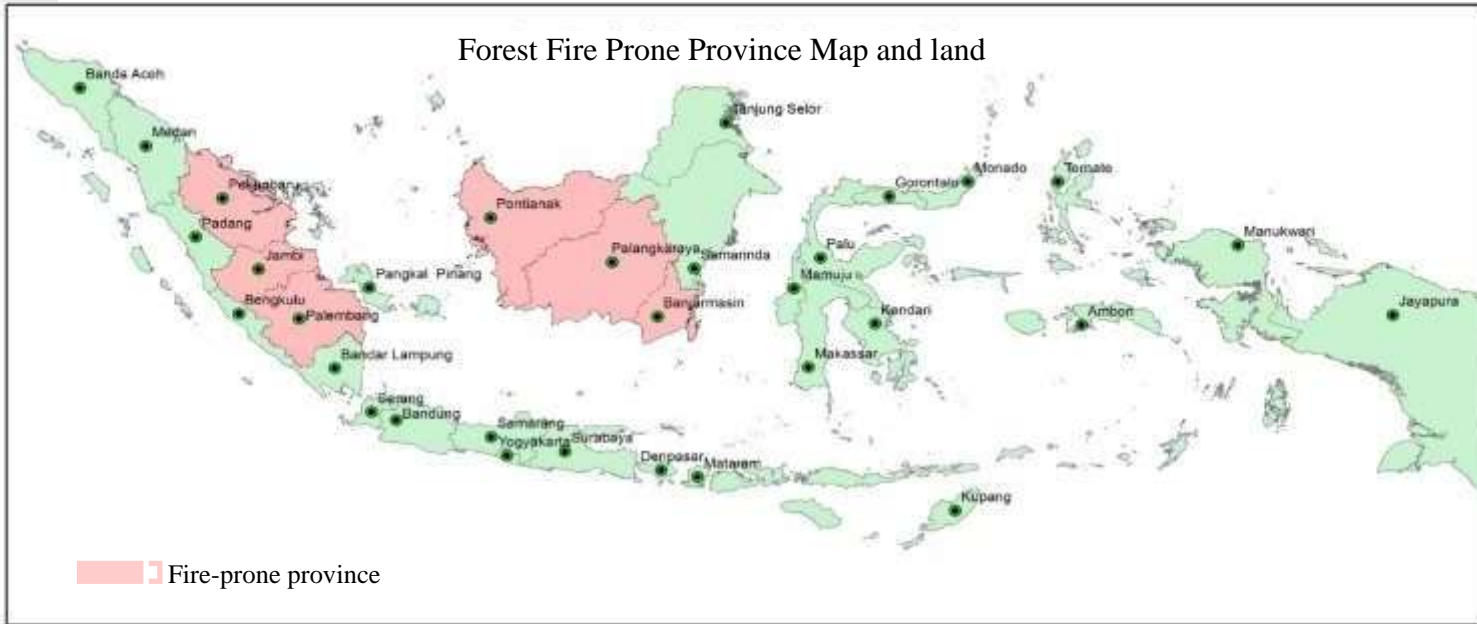 Forest Fire Prone Province Map and land
Banda Aceh
Medan
Tanjung Selor
Pekanbaru
Monado
Ternate
Gorontalo
Pontianak
Padang
Manukwari
Palangkaraya
Palu
Jambi
Samarinda
Pangkal Pinang
Mamuju
Bengkulu
Palembang
Banjarmasin
Kendari
Ambon
Jayapura
Bandar Lampung
Makassar
Serang
Bandung
Samarang
Yogyakarta
Surabaya
Denpasar
Mataram
Kupang
Fire-prone province